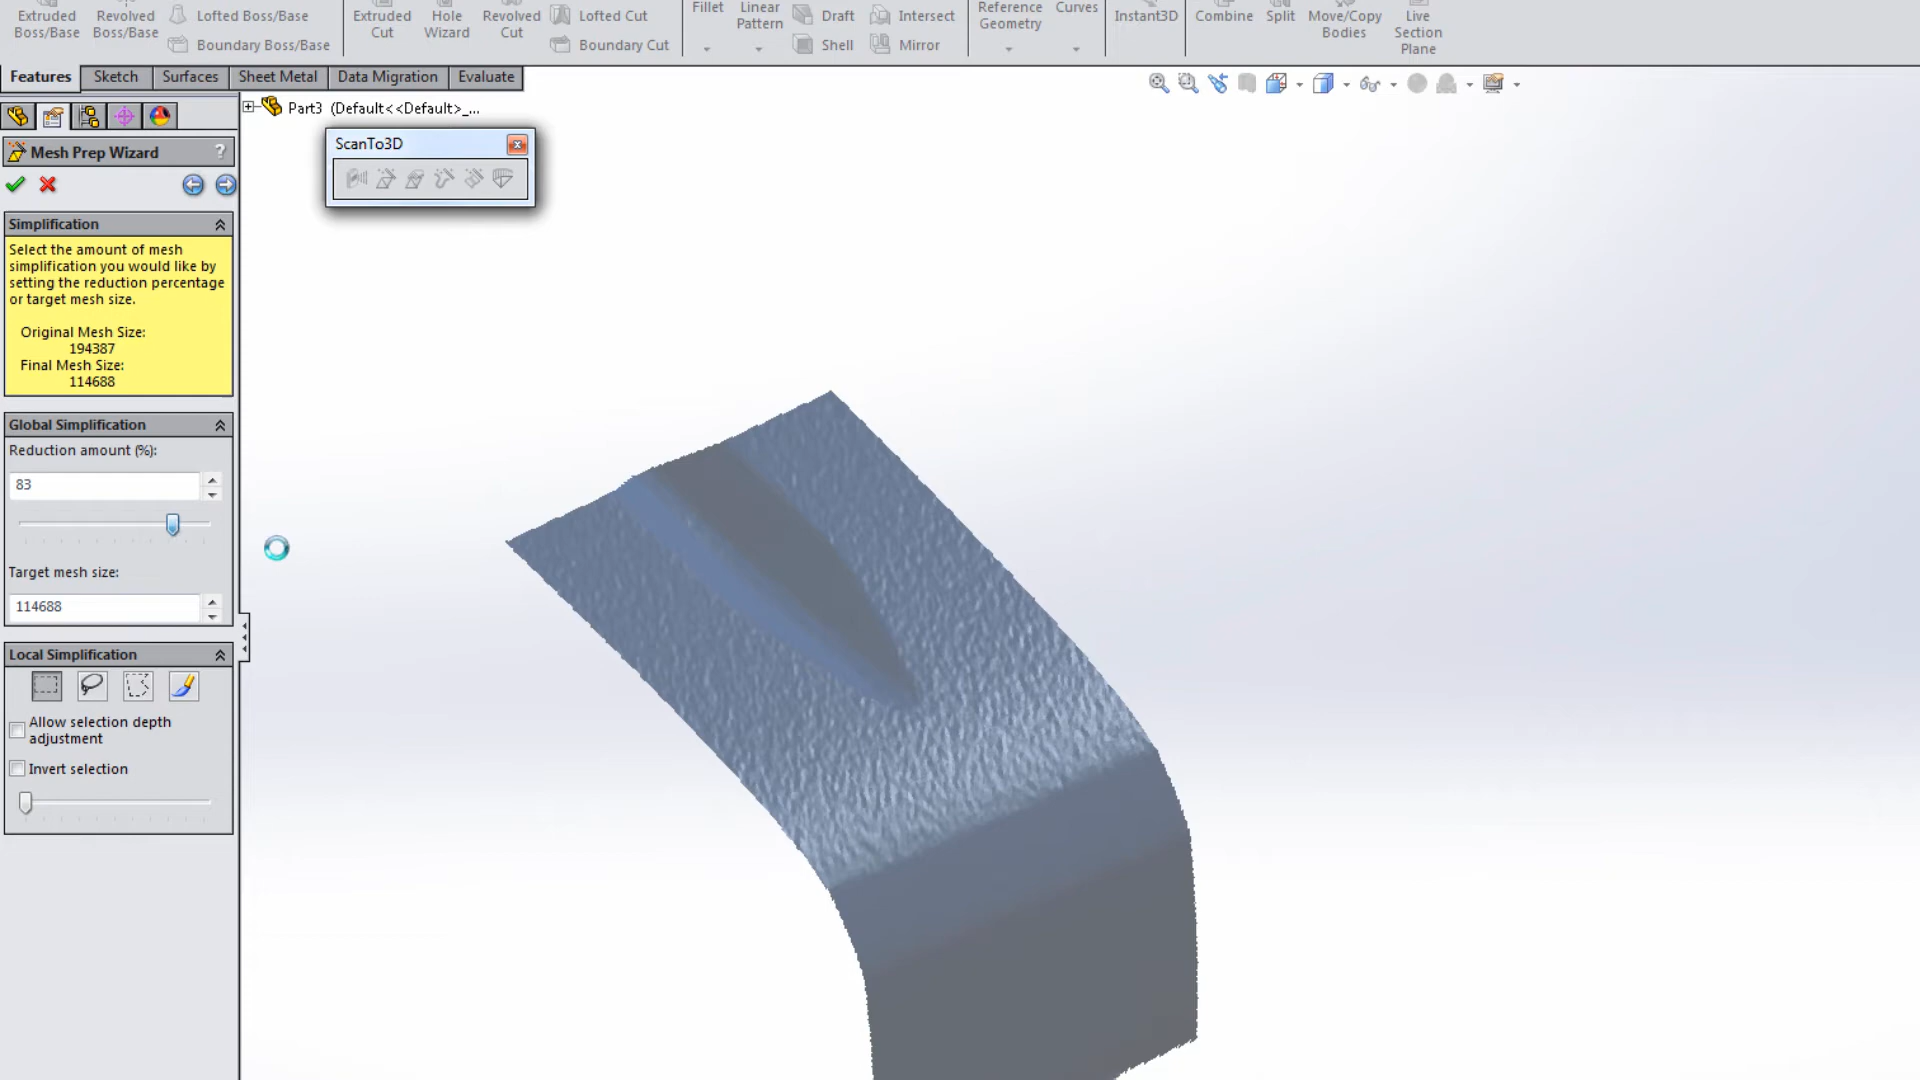 Extruded Boss/Base
Revolved Boss/Base
Lofted Boss/Base
Boundary Boss/Base
Extruded Cut
Hole Wizard
Revolved Cut
Lofted Cut
Boundary Cut
Fillet
Linear Pattern
Draft
Shell
Intersect
Mirror
Reference Geometry
Curves
Instant3D
Combine
Split
Move/Copy Bodies
Live Section Plane
Features
Sketch
Surfaces
Sheet Metal
Data Migration
Evaluate
Part3 (Default<<Default>_...
ScanTo3D
Mesh Prep Wizard
?
Simplification
Select the amount of mesh
simplification you would like by
setting the reduction percentage
or target mesh size.
Original Mesh Size:
194387
Final Mesh Size:
114688
Global Simplification
Reduction amount (%):
83
Target mesh size:
114688
Local Simplification
Allow selection depth
adjustment
Invert selection